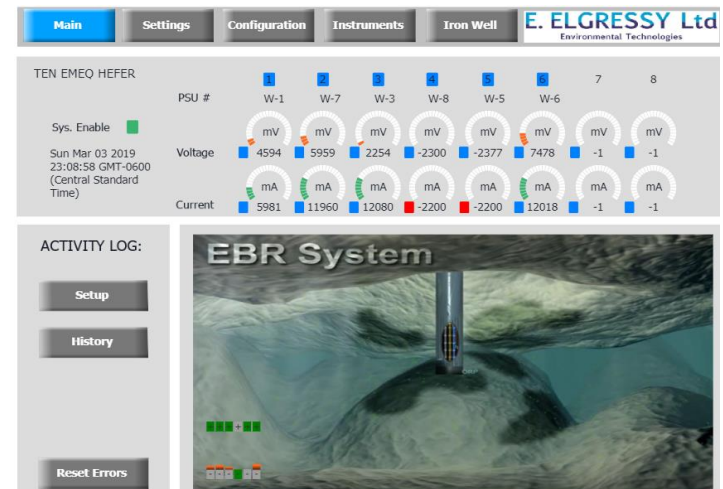 Main Settings Configuration Instruments Iron Well E. ELGRESSY Ltd
Environmental Technologies
TEN EMEQ HEFER
1 2 3 4 5 6 7 8
PSU # W-1 W-7 W-3 W-8 W-5 W-6
Sys. Enable
mV mV mV mV mV mV mV mV
Voltage 4594 5959 2254 -2300 -2377 7478 -1 -1
Sun Mar 03 2019
23:08:58 GMT-0600
(Central Standard
Time)
mA mA mA mA mA mA mA mA
Current 5981 11960 12080 -2200 -2200 12018 -1 -1
ACTIVITY LOG:
Setup
History
Reset Errors
EBR System